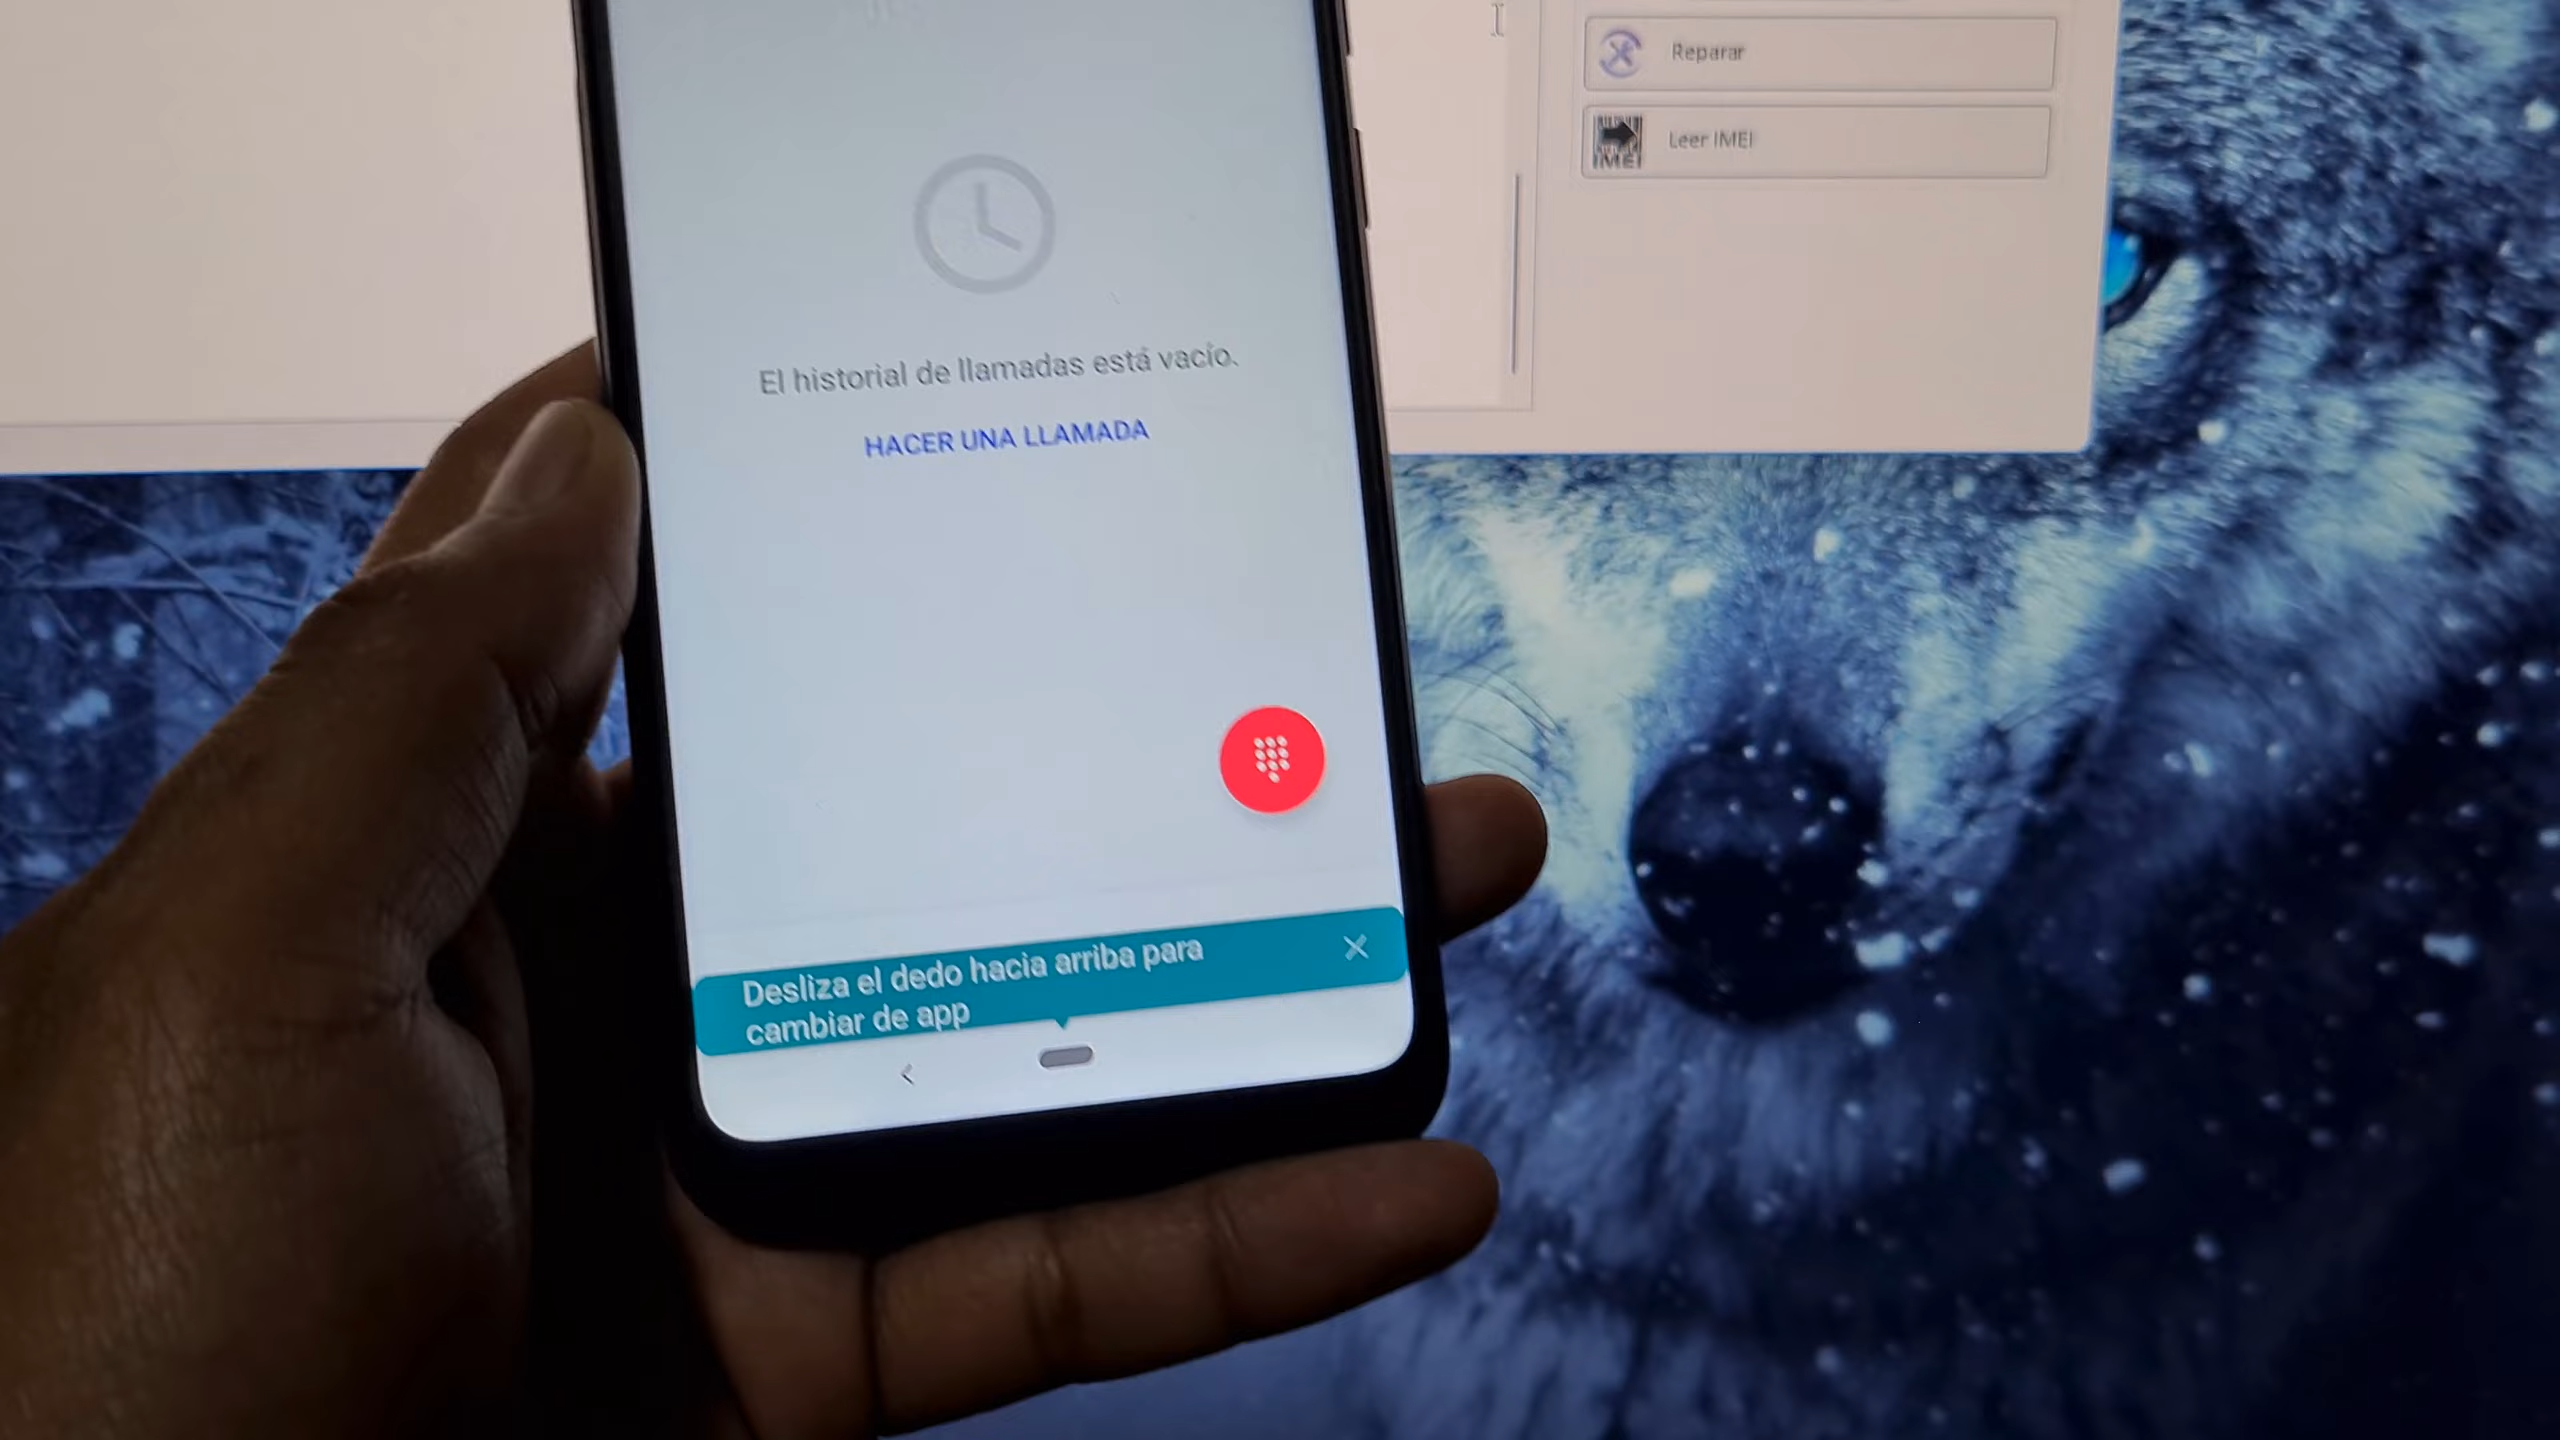 Reparar
Leer IMEI
IMEI
El historial de llamadas está vacío.
HACER UNA LLAMADA
Desliza el dedo hacia arriba para
cambiar de app